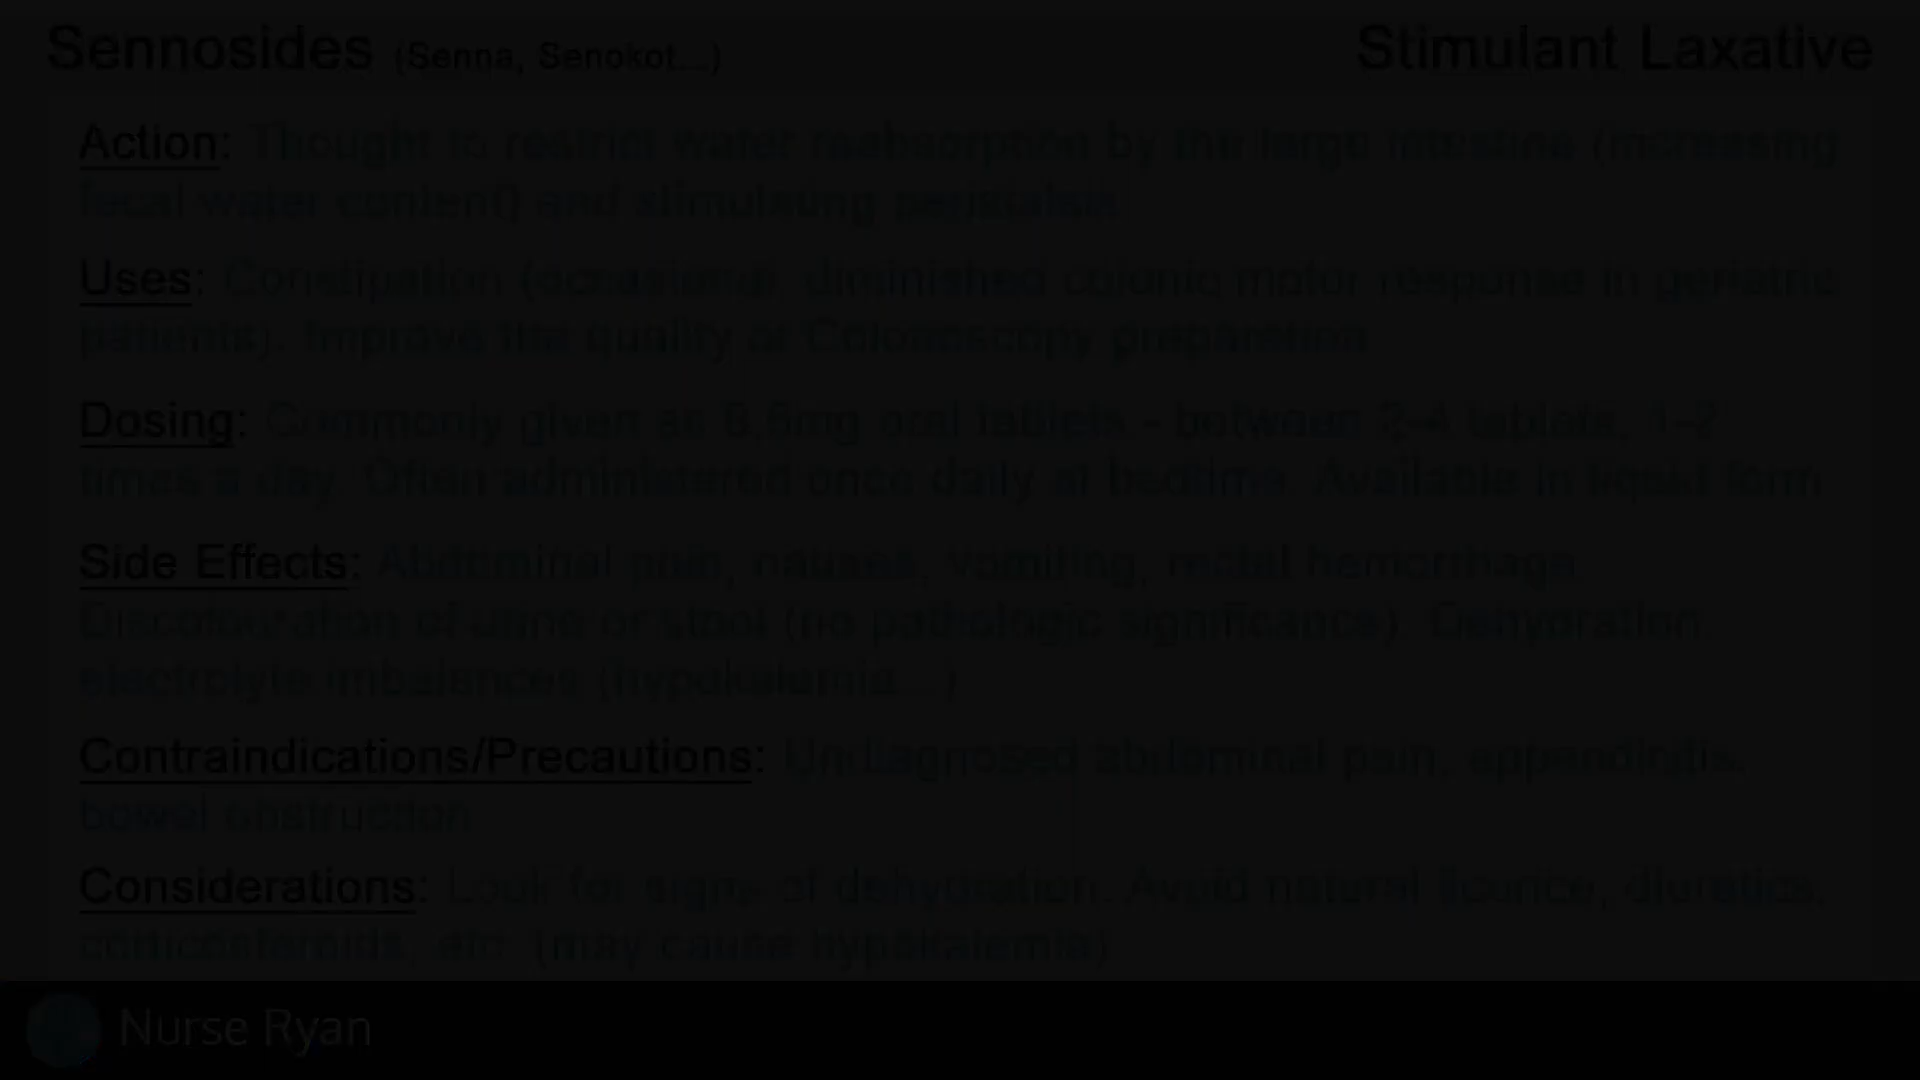 Sennosides (Senna, Senokot...)
Stimulant Laxative
Action: Thought to restrict water reabsorption by the large intestine (increasing
fecal water content) and stimulating peristalsis
Uses: Constipation (occasional, diminished colonic motor response in geriatric
patients). Improve the quality of Colonoscopy preparation
Dosing: Commonly given as 8.6mg oral tablets - between 2-4 tablets, 1-2
times a day. Often administered once daily at bedtime. Available in liquid form
Side Effects: Abdominal pain, nausea, vomiting, rectal hemorrhage
Discolouration of urine or stool (no pathologic significance). Dehydration
electrolyte imbalances (hypokalemia...)
Contraindications/Precautions: Undiagnosed abdominal pain, appendicitis,
bowel obstruction
Considerations: Look for signs of dehydration. Avoid natural licorice, diuretics,
corticosteroids, etc. (may cause hypokalemia)
Nurse Ryan